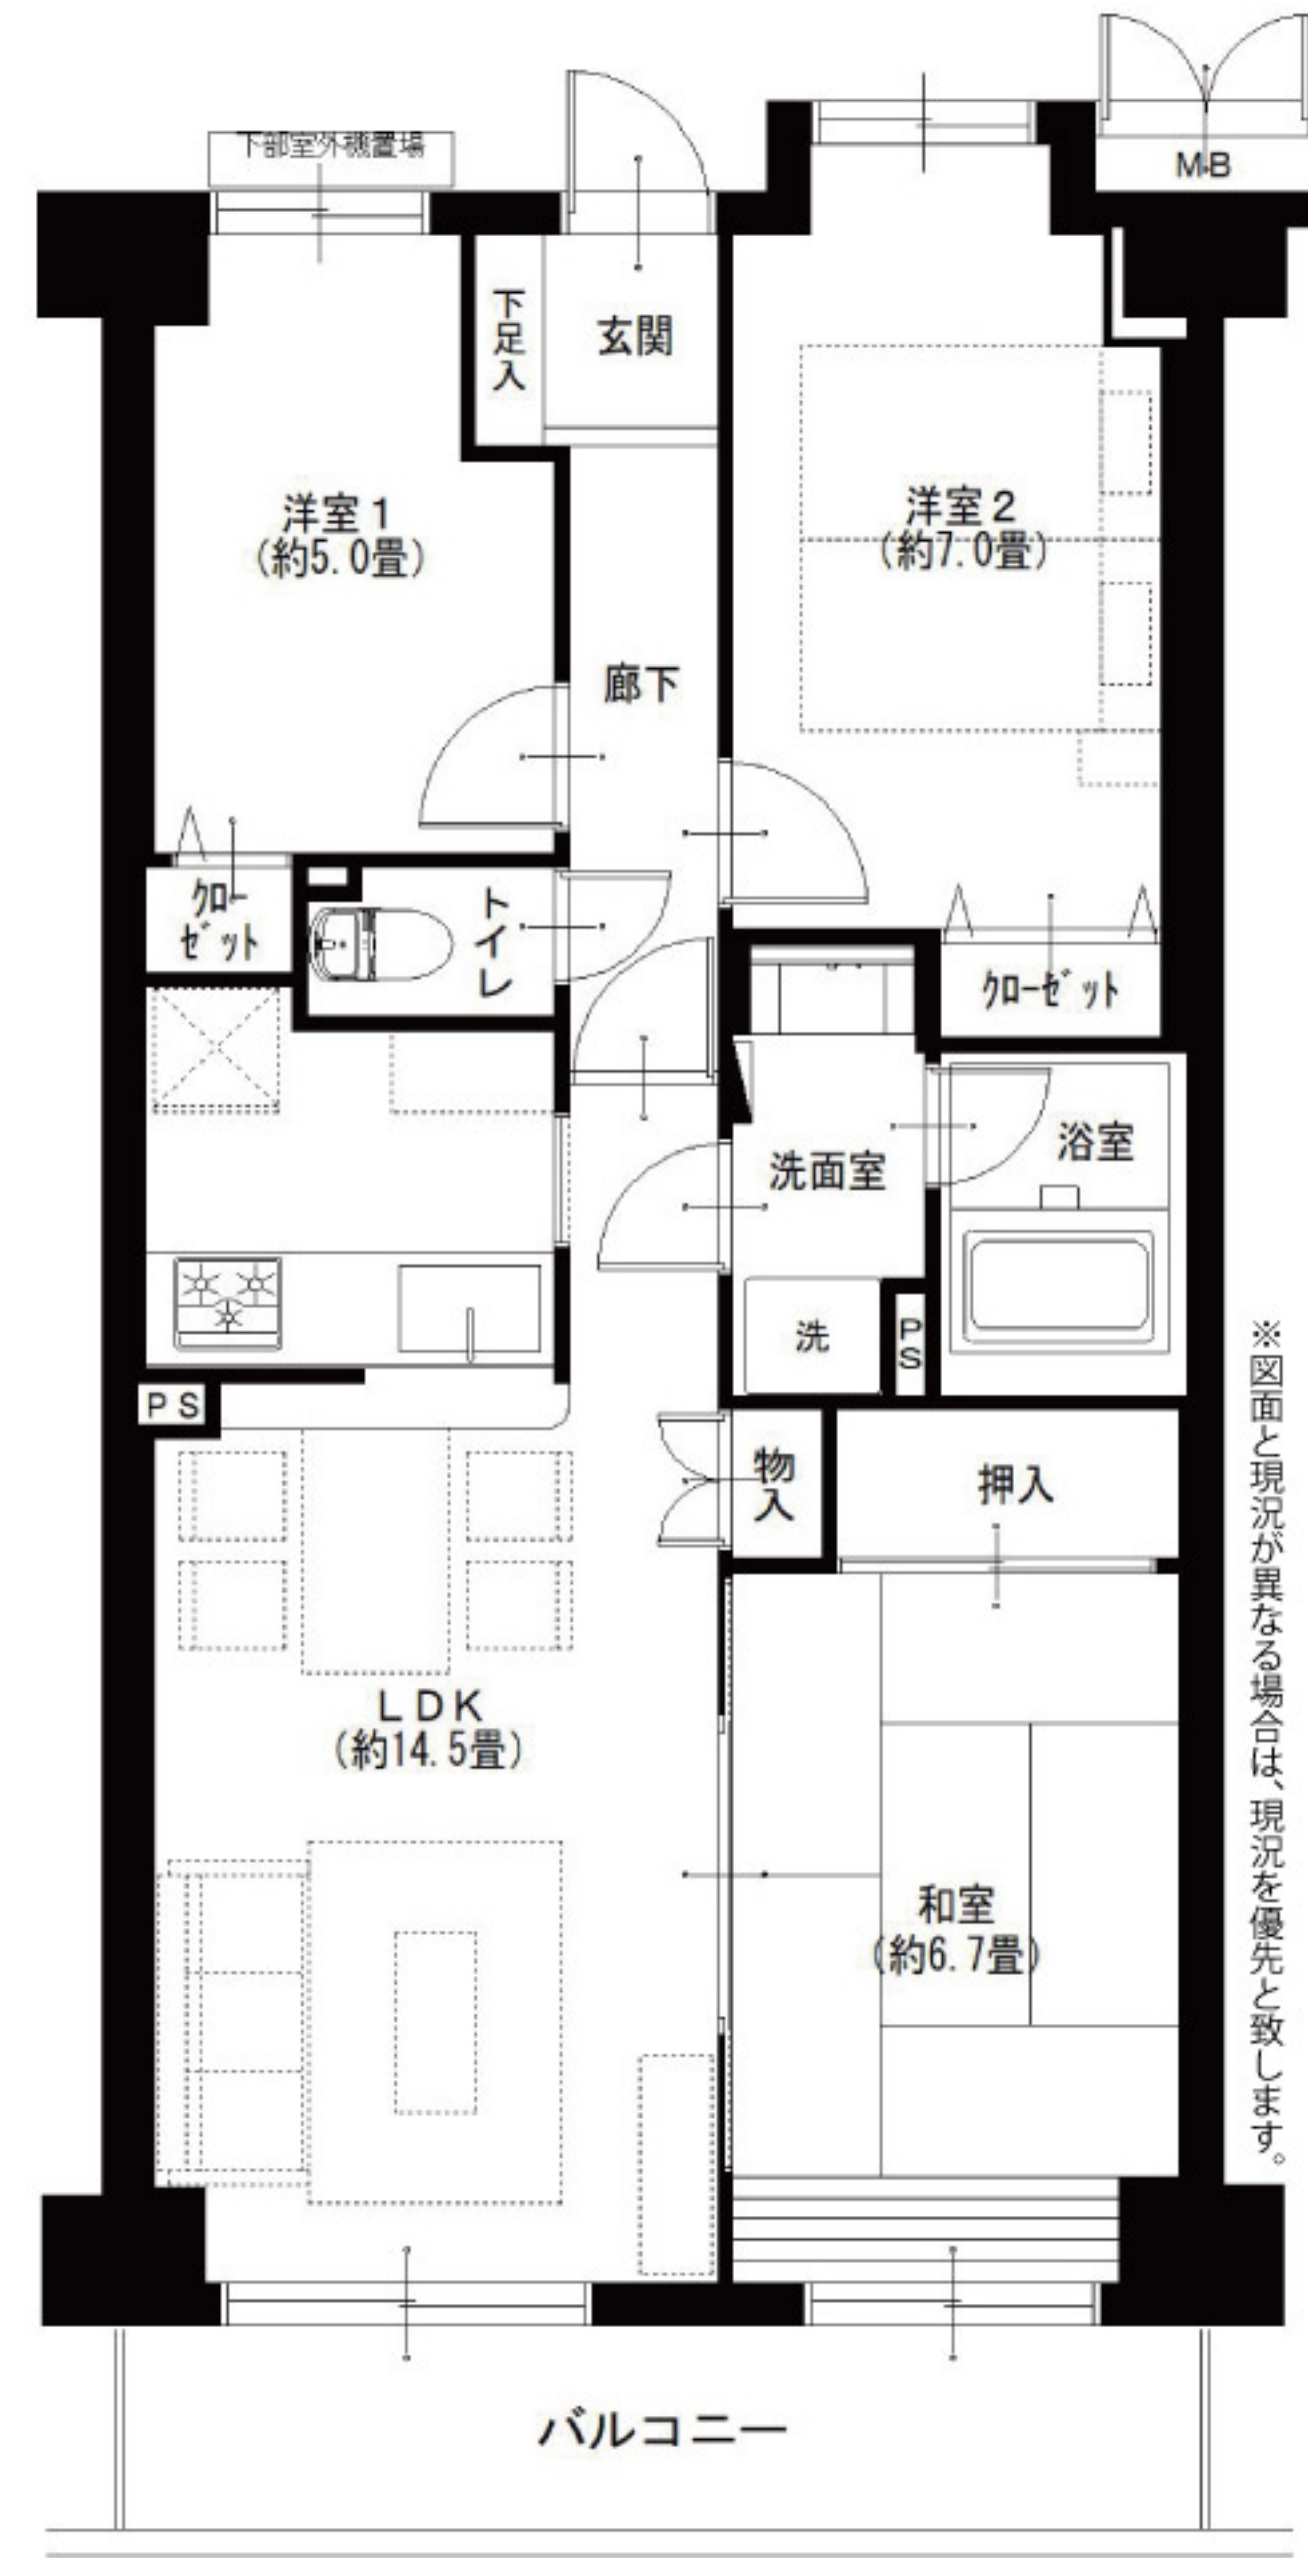 下部室外機置場
MB
下足入
玄関
洋室1
(約5.0畳)
洋室2
(約7.0畳)
廊下
クロー
ゼット
トイレ
クローゼット
浴室
洗面室
洗
PS
PS
物入
押入
LDK
(約14.5畳)
和室
(約6.7畳)
バルコニー
※図面と現況が異なる場合は、現況を優先と致します。